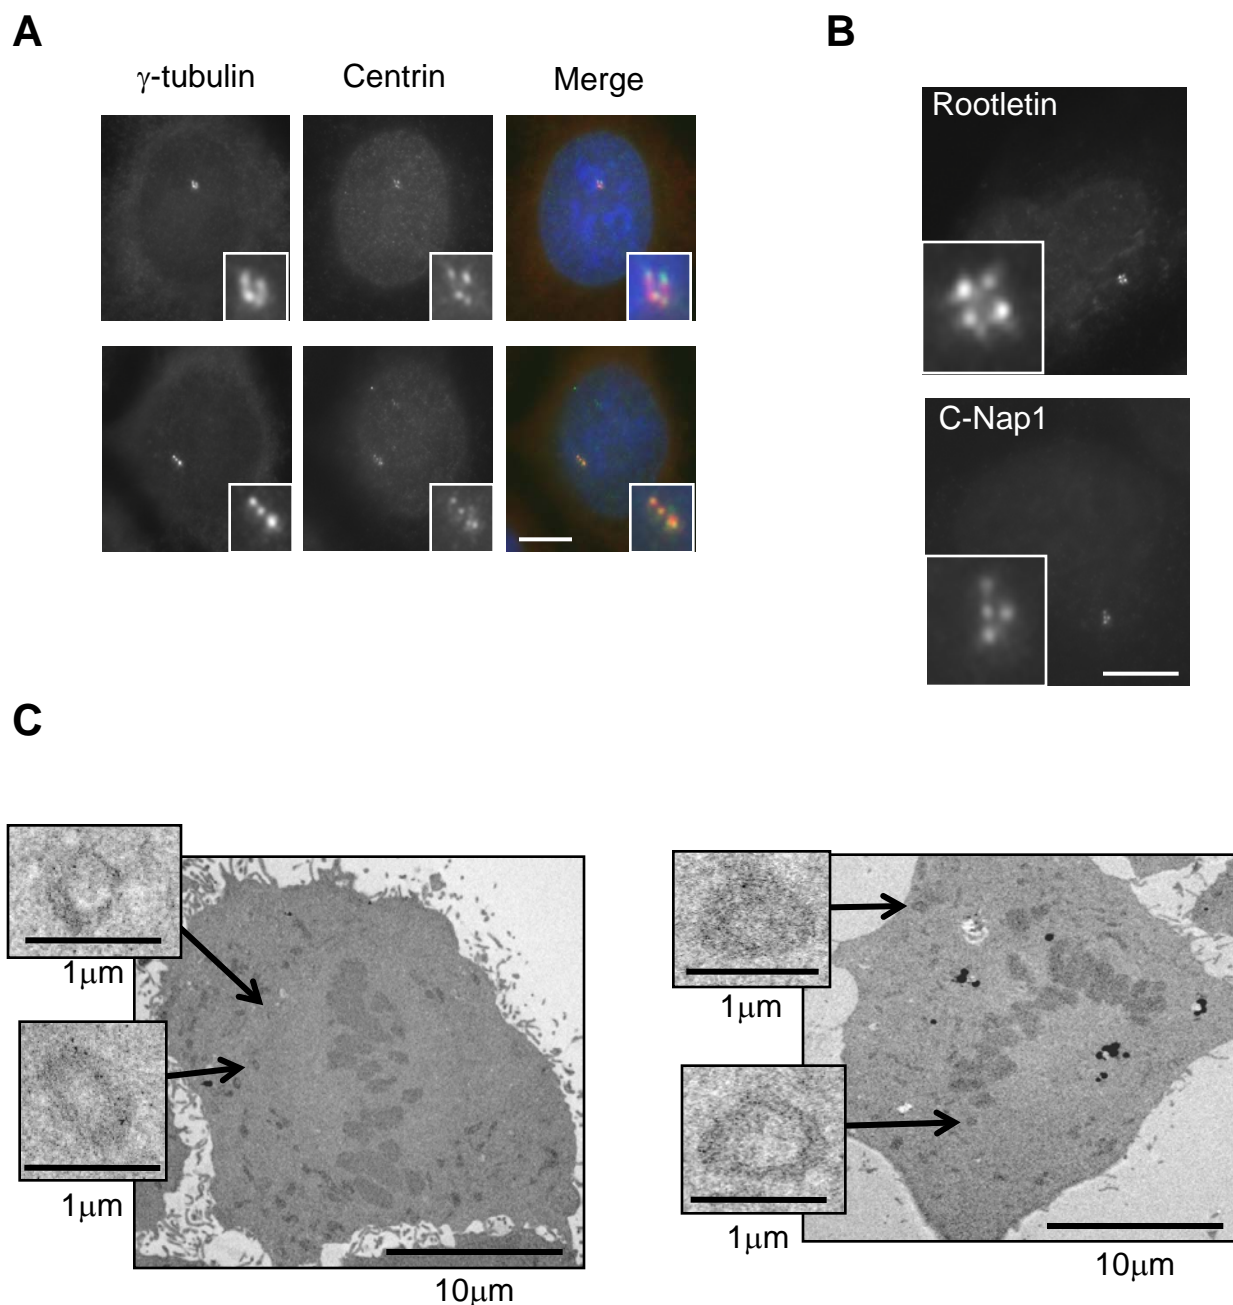 A
B
γ-tubulin
Centrin
Merge
Rootletin
C-Nap1
C
1μm
1μm
10μm
1μm
1μm
10μm